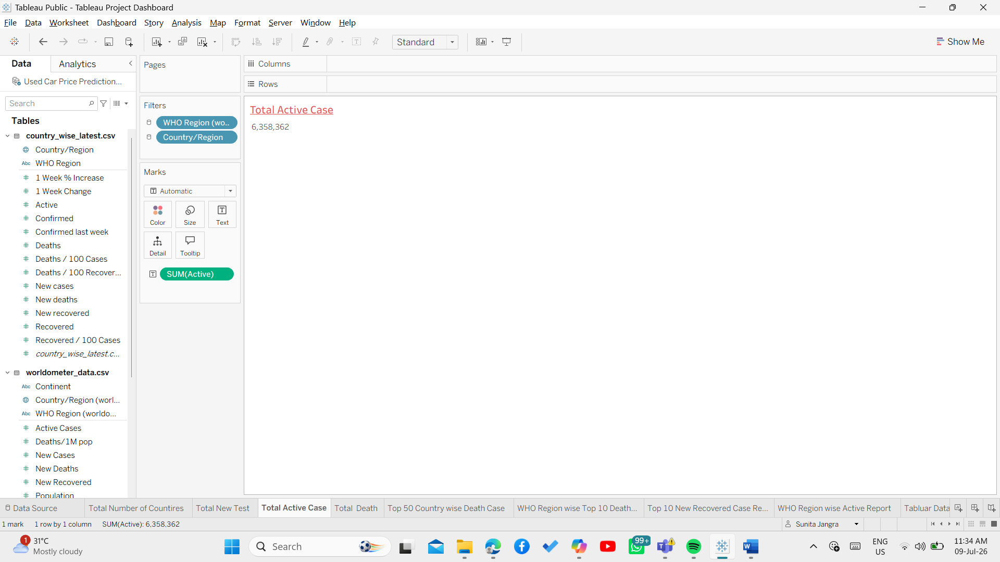 Tableau Public - Tableau Project Dashboard
File Data Worksheet Dashboard Story Analysis Map Format Server Window Help
Standard
Show Me
Data
Analytics
Used Car Price Prediction...
Search
Tables
country_wise_latest.csv
Country/Region
Abc WHO Region
1 Week % Increase
1 Week Change
Active
Confirmed
Confirmed last week
Deaths
Deaths / 100 Cases
Deaths / 100 Recover...
New cases
New deaths
New recovered
Recovered
Recovered / 100 Cases
country_wise_latest.c...
worldometer_data.csv
Abc Continent
Country/Region (worl...
Abc WHO Region (worldo...
Active Cases
Deaths/1M pop
New Cases
New Deaths
New Recovered
Population
Pages
Filters
WHO Region (wo..
Country/Region
Marks
Automatic
Color
Size
Text
Detail
Tooltip
SUM(Active)
Columns
Rows
Total Active Case
6,358,362
Data Source
Total Number of Countires
Total New Test
Total Active Case
Total Death
Top 50 Country wise Death Case
WHO Region wise Top 10 Death...
Top 10 New Recovered Case Re...
WHO Region wise Active Report
Tabluar Data
1 mark
1 row by 1 column
SUM(Active): 6,358,362
Sunita Jangra
1
31°C
Mostly cloudy
Search
99+
ENG
US
11:34 AM
09-Jul-26